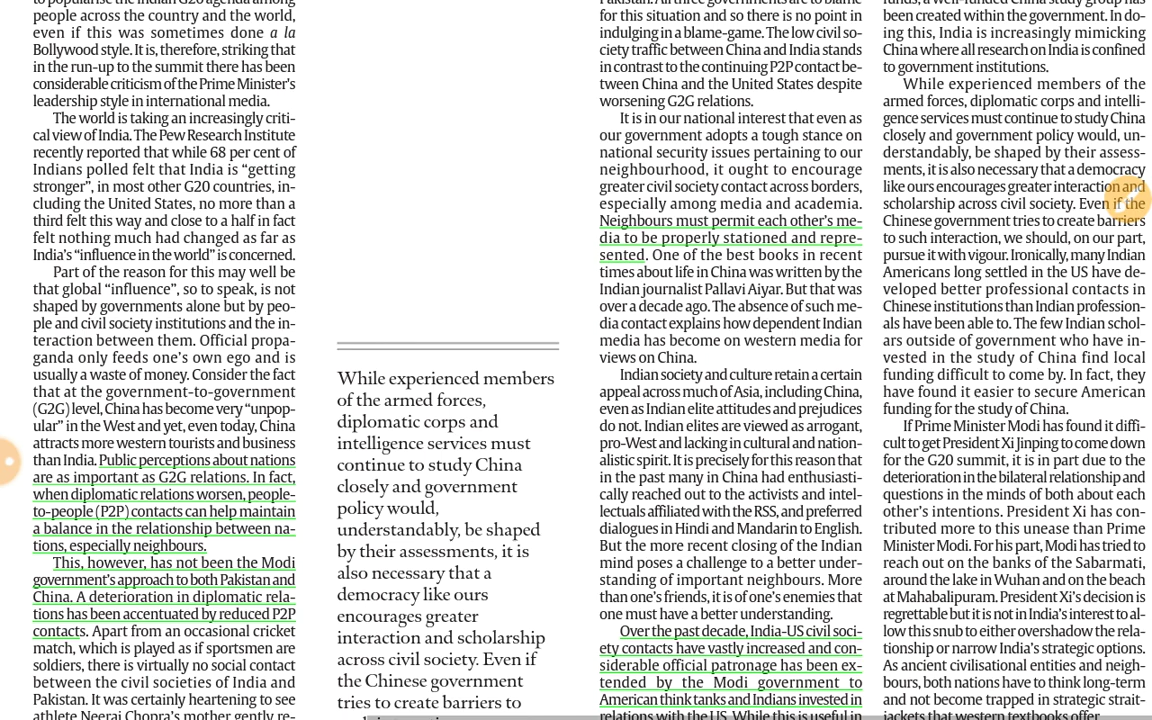 to popularise the Indian G20 agenda among
people across the country and the world,
even if this was sometimes done a la
Bollywood style. It is, therefore, striking that
in the run-up to the summit there has been
considerable criticism of the Prime Minister's
leadership style in international media.
The world is taking an increasingly criti-
cal view of India. The Pew Research Institute
recently reported that while 68 per cent of
Indians polled felt that India is "getting
stronger", in most other G20 countries, in-
cluding the United States, no more than a
third felt this way and close to a half in fact
felt nothing much had changed as far as
India's "influence in the world" is concerned.
Part of the reason for this may well be
that global "influence", so to speak, is not
shaped by governments alone but by peo-
ple and civil society institutions and the in-
teraction between them. Official propa-
ganda only feeds one's own ego and is
usually a waste of money. Consider the fact
that at the government-to-government
(G2G) level, China has become very "unpop-
ular" in the West and yet, even today, China
attracts more western tourists and business
than India. Public perceptions about nations
are as important as G2G relations. In fact,
when diplomatic relations worsen, people-
to-people (P2P) contacts can help maintain
a balance in the relationship between na-
tions, especially neighbours.
This, however, has not been the Modi
government's approach to both Pakistan and
China. A deterioration in diplomatic rela-
tions has been accentuated by reduced P2P
contacts. Apart from an occasional cricket
match, which is played as if sportsmen are
soldiers, there is virtually no social contact
between the civil societies of India and
Pakistan. It was certainly heartening to see
athlete Neeraj Chopra's mother gently re-
While experienced members
of the armed forces,
diplomatic corps and
intelligence services must
continue to study China
closely and government
policy would,
understandably, be shaped
by their assessments, it is
also necessary that a
democracy like ours
encourages greater
interaction and scholarship
across civil society. Even if
the Chinese government
tries to create barriers to
Pakistan. All three governments are to blame
for this situation and so there is no point in
indulging in a blame-game. The low civil so-
ciety traffic between China and India stands
in contrast to the continuing P2P contact be-
tween China and the United States despite
worsening G2G relations.
It is in our national interest that even as
our government adopts a tough stance on
national security issues pertaining to our
neighbourhood, it ought to encourage
greater civil society contact across borders,
especially among media and academia.
Neighbours must permit each other's me-
dia to be properly stationed and repre-
sented. One of the best books in recent
times about life in China was written by the
Indian journalist Pallavi Aiyar. But that was
over a decade ago. The absence of such me-
dia contact explains how dependent Indian
media has become on western media for
views on China.
Indian society and culture retain a certain
appeal across much of Asia, including China,
even as Indian elite attitudes and prejudices
do not. Indian elites are viewed as arrogant,
pro-West and lacking in cultural and nation-
alistic spirit. It is precisely for this reason that
in the past many in China had enthusiasti-
cally reached out to the activists and intel-
lectuals affiliated with the RSS, and preferred
dialogues in Hindi and Mandarin to English.
But the more recent closing of the Indian
mind poses a challenge to a better under-
standing of important neighbours. More
than one's friends, it is of one's enemies that
one must have a better understanding.
Over the past decade, India-US civil soci-
ety contacts have vastly increased and con-
siderable official patronage has been ex-
tended by the Modi government to
American think tanks and Indians invested in
relations with the US. While this is useful in
funds, a well-funded China study group has
been created within the government. In do-
ing this, India is increasingly mimicking
China where all research on India is confined
to government institutions.
While experienced members of the
armed forces, diplomatic corps and intelli-
gence services must continue to study China
closely and government policy would, un-
derstandably, be shaped by their assess-
ments, it is also necessary that a democracy
like ours encourages greater interaction and
scholarship across civil society. Even if the
Chinese government tries to create barriers
to such interaction, we should, on our part,
pursue it with vigour. Ironically, many Indian
Americans long settled in the US have de-
veloped better professional contacts in
Chinese institutions than Indian profession-
als have been able to. The few Indian schol-
ars outside of government who have in-
vested in the study of China find local
funding difficult to come by. In fact, they
have found it easier to secure American
funding for the study of China.
If Prime Minister Modi has found it diffi-
cult to get President Xi Jinping to come down
for the G20 summit, it is in part due to the
deterioration in the bilateral relationship and
questions in the minds of both about each
other's intentions. President Xi has con-
tributed more to this unease than Prime
Minister Modi. For his part, Modi has tried to
reach out on the banks of the Sabarmati,
around the lake in Wuhan and on the beach
at Mahabalipuram. President Xi's decision is
regrettable but it is not in India's interest to al-
low this snub to either overshadow the rela-
tionship or narrow India's strategic options.
As ancient civilisational entities and neigh-
bours, both nations have to think long-term
and not become trapped in strategic strait-
jackets that western textbooks offer.